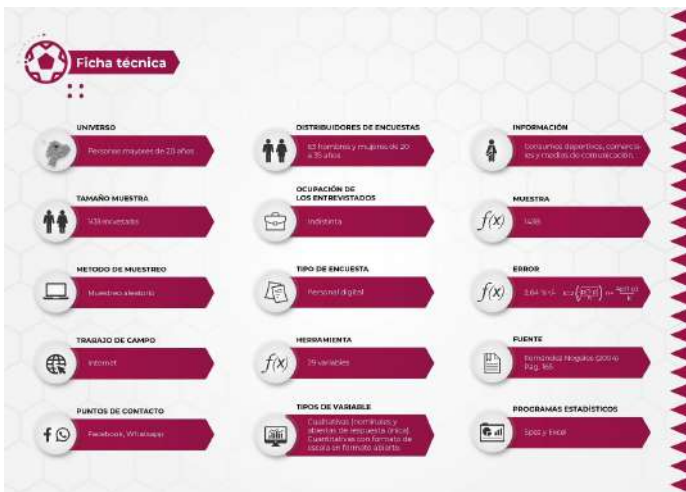 Ficha técnica
UNIVERSO
Personas mayores de 20 años
TAMAÑO MUESTRA
1438 encuestados
METODO DE MUESTREO
Muestreo aleatorio
TRABAJO DE CAMPO
Internet
PUNTOS DE CONTACTO
Facebook, Whatsapp
DISTRIBUIDORES DE ENCUESTAS
63 hombres y mujeres de 20
a 35 años
OCUPACIÓN DE
LOS ENTREVISTADOS
Indistinta
TIPO DE ENCUESTA
Personal digital
HERRAMIENTA
f(x)
29 variables
TIPOS DE VARIABLE
Cualitativas (nominales y
abiertas de respuesta única).
Cuantitativas con formato de
escala en formato abierto.
INFORMACIÓN
Consumos deportivos, comercia-
les y medios de comunicación.
MUESTRA
f(x)
1438
ERROR
f(x)
2.64 %+/-
FUENTE
Fernández Nogales (2004)
Pág. 165
PROGRAMAS ESTADÍSTICOS
Spss y Excel